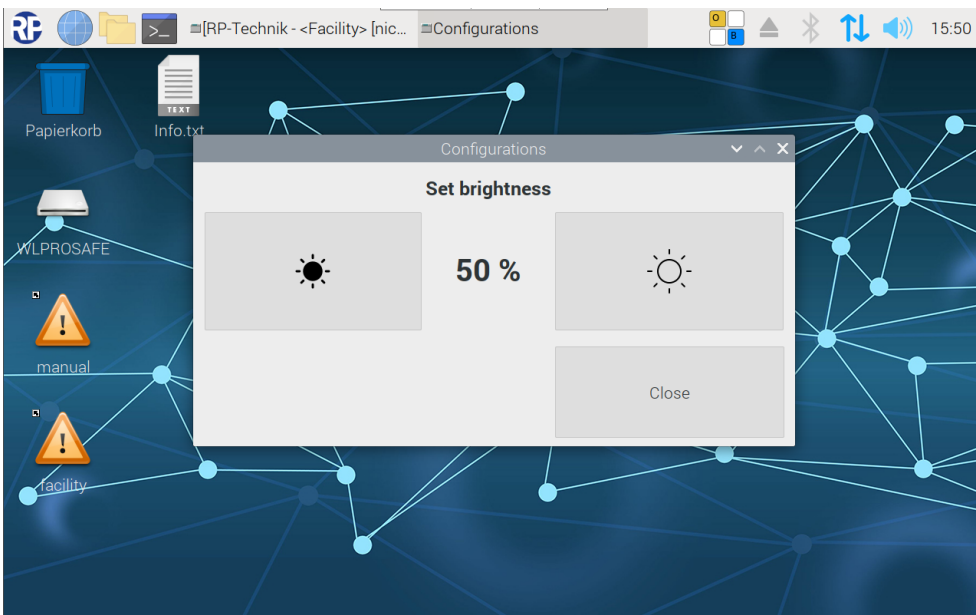 RP
>_
[RP-Technik - <Facility> [nic...
Configurations
O
B
15:50
Papierkorb
TEXT
Info.txt
Configurations
Set brightness
50 %
Close
WLPROSAFE
manual
facility